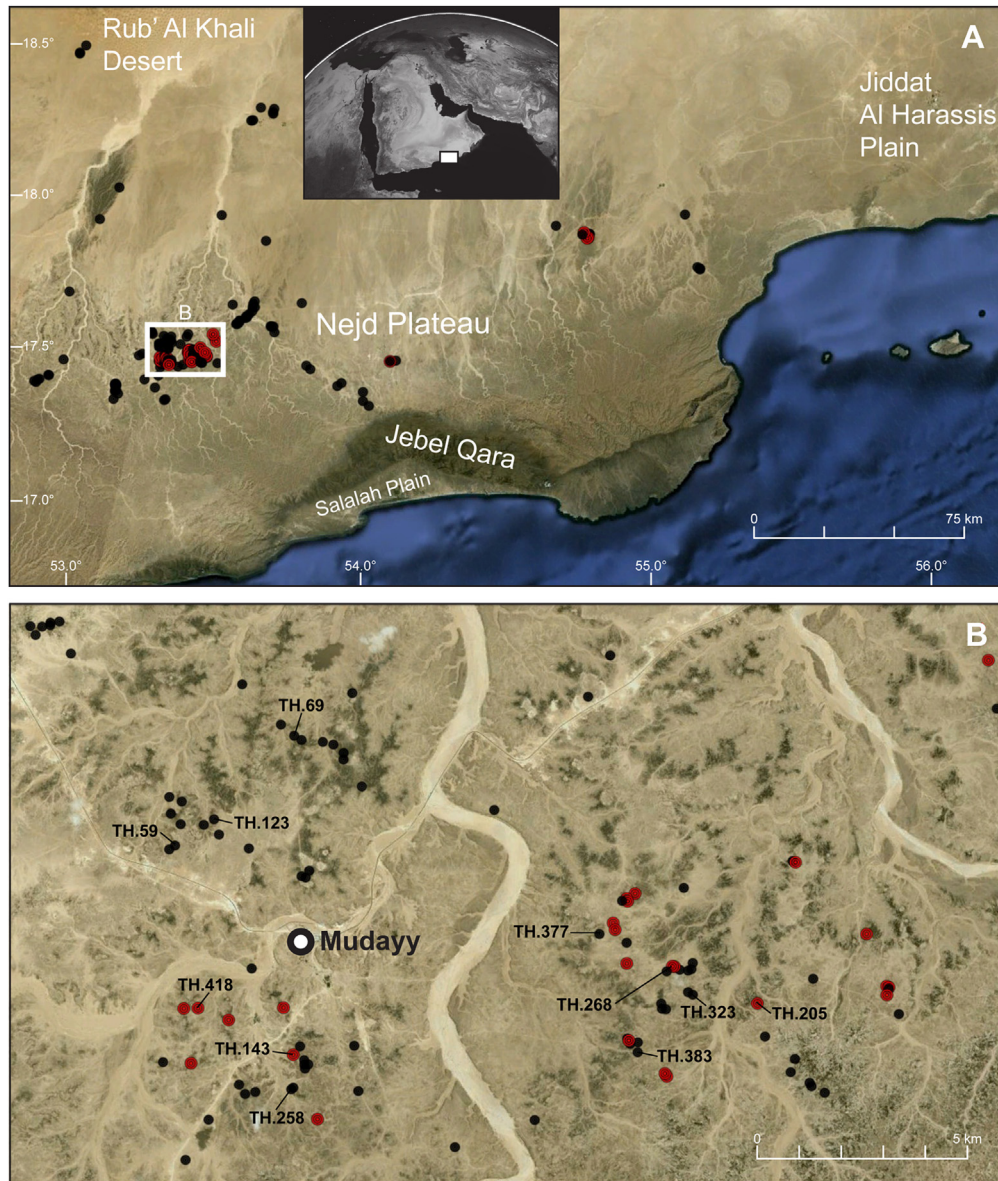 Rub' Al Khali
Desert
A
Jiddat
Al Harassis
Plain
18.5°
18.0°
B
Nejd Plateau
17.5°
Jebel Qara
Salalah Plain
17.0°
0 75 km
53.0° 54.0° 55.0° 56.0°
B
TH.69
TH.123
TH.59
TH.377
Mudayy
TH.418
TH.268
TH.323
TH.205
TH.143
TH.383
TH.258
0 5 km